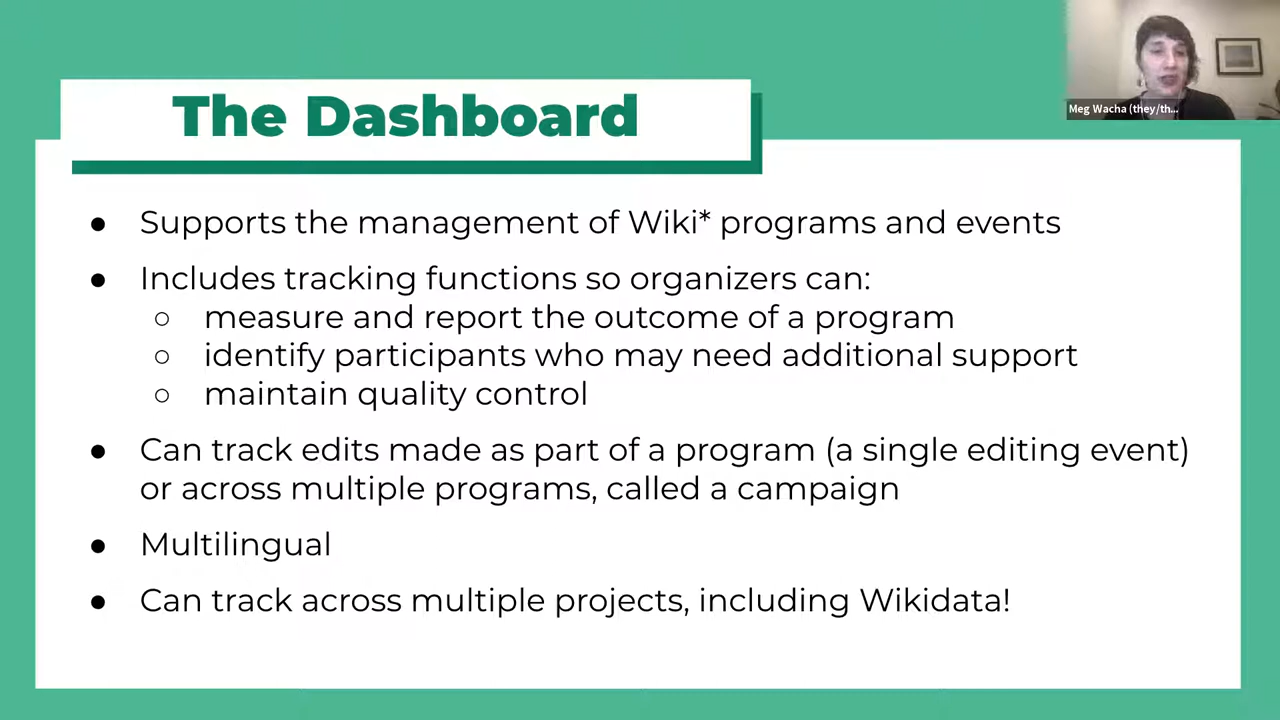 The Dashboard
Meg Wacha (they/th...
● Supports the management of Wiki* programs and events
● Includes tracking functions so organizers can:
○ measure and report the outcome of a program
○ identify participants who may need additional support
○ maintain quality control
● Can track edits made as part of a program (a single editing event)
or across multiple programs, called a campaign
● Multilingual
● Can track across multiple projects, including Wikidata!